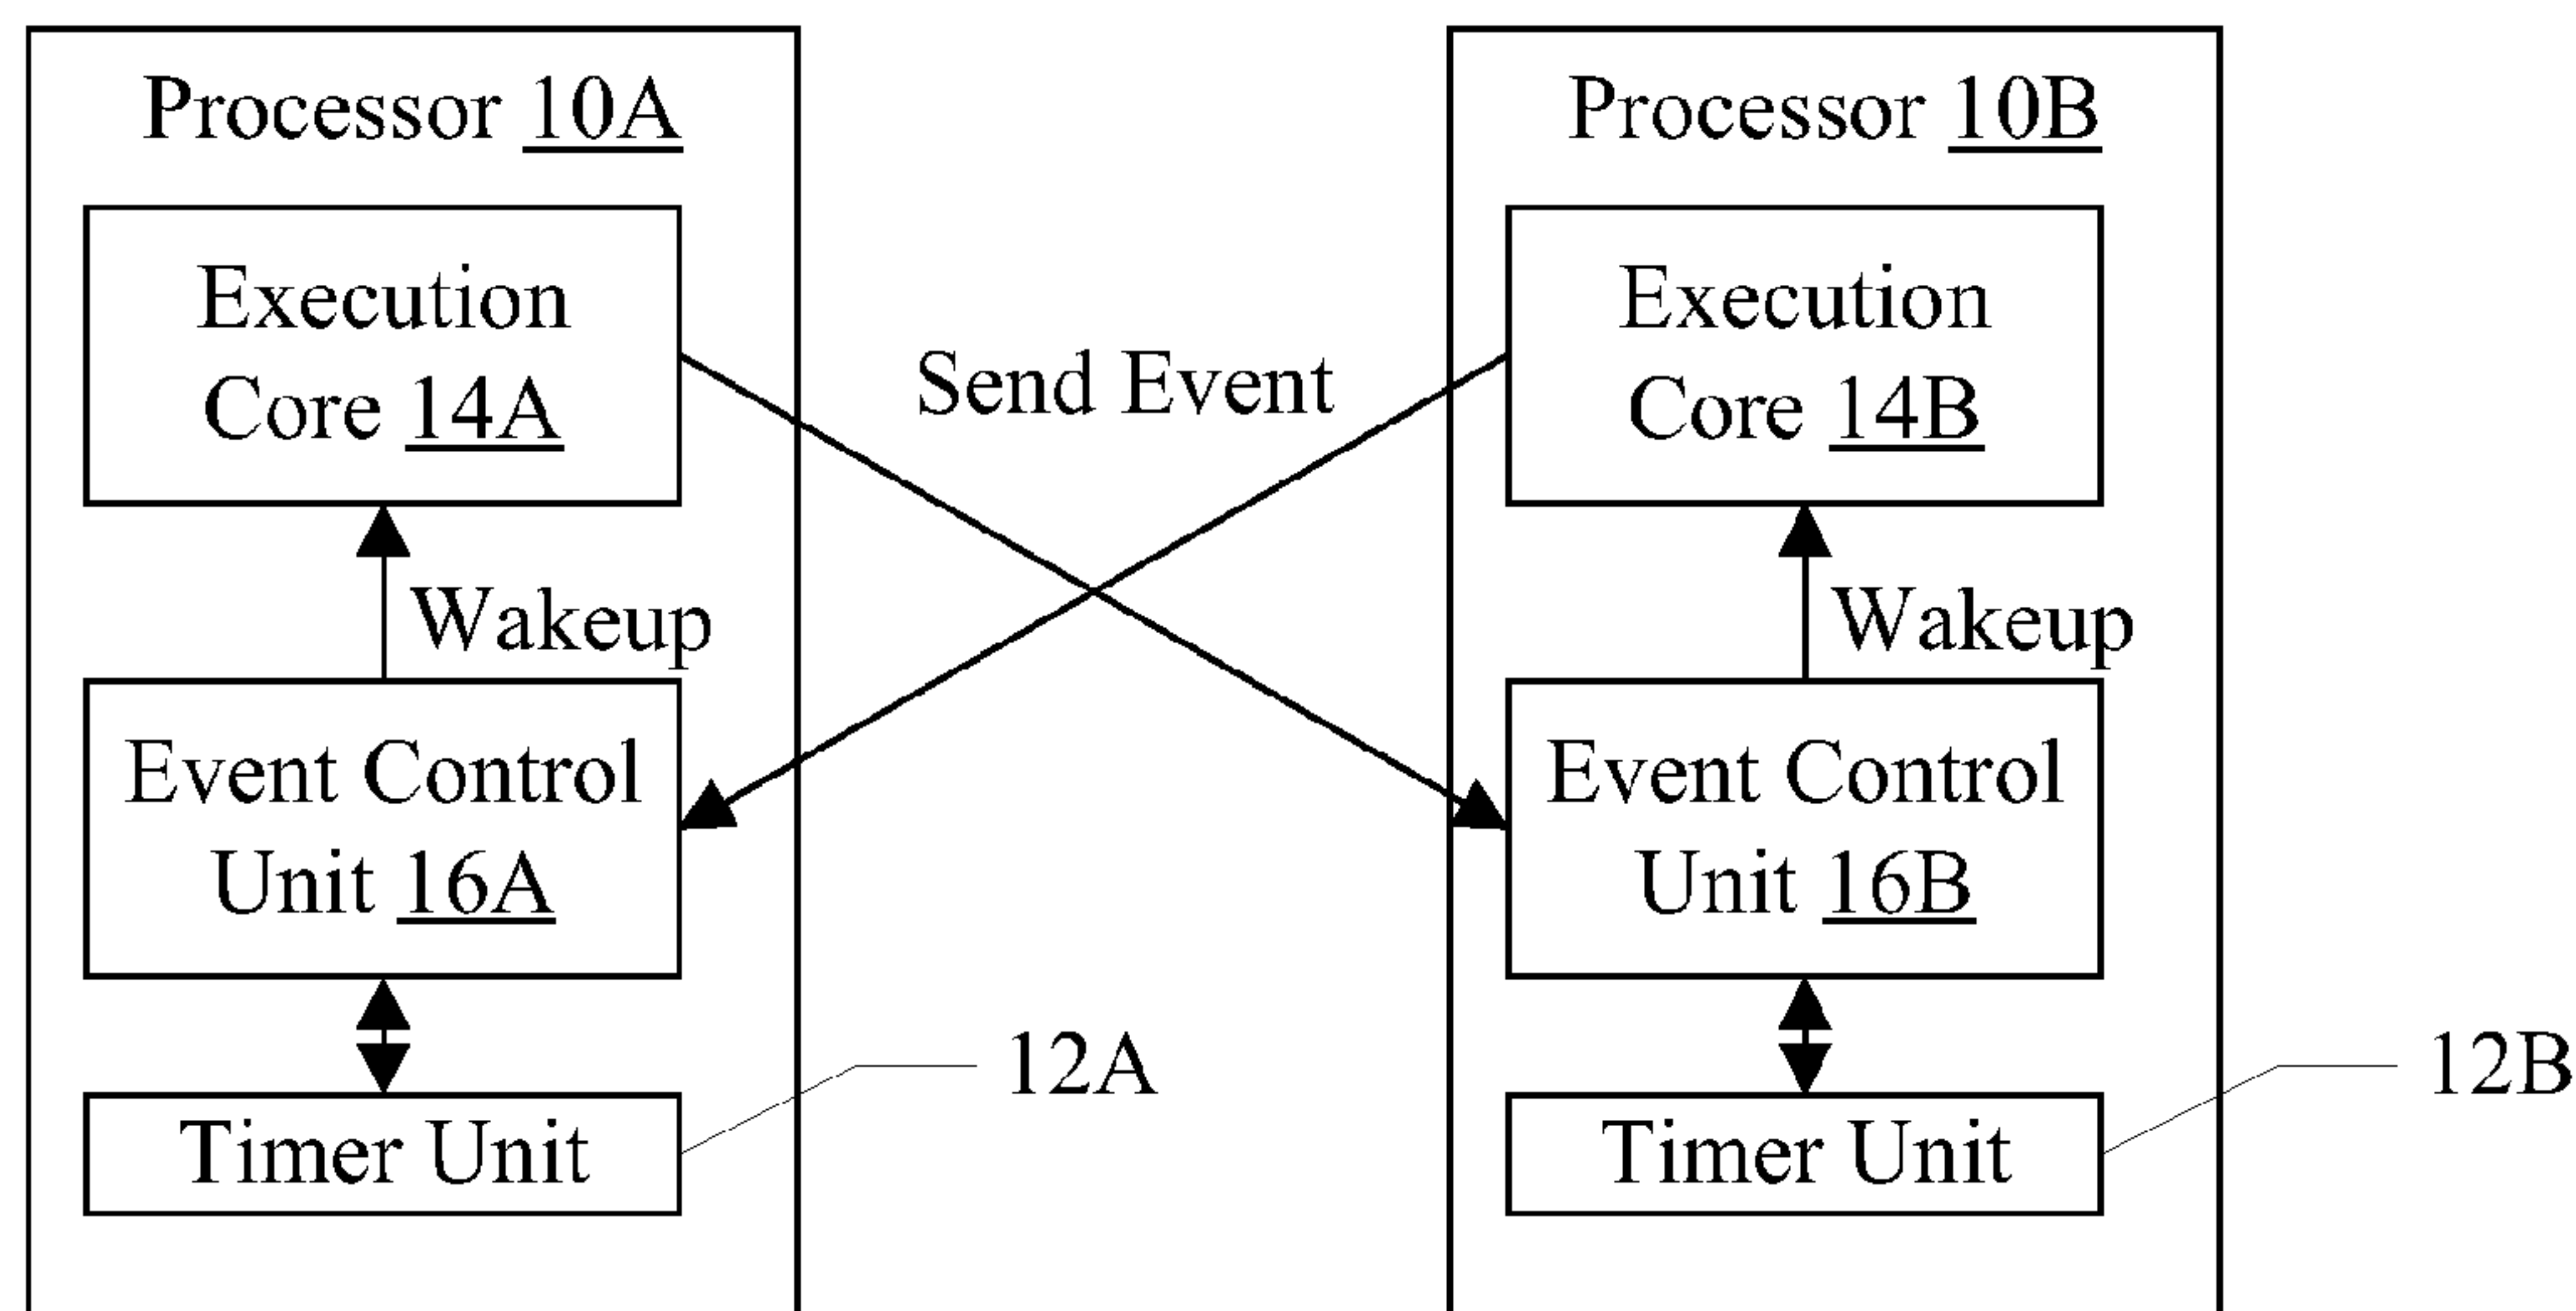 Processor 10A
Execution
Core 14A
Wakeup
Event Control
Unit 16A
Timer Unit
12A
Send Event
Processor 10B
Execution
Core 14B
Wakeup
Event Control
Unit 16B
Timer Unit
12B